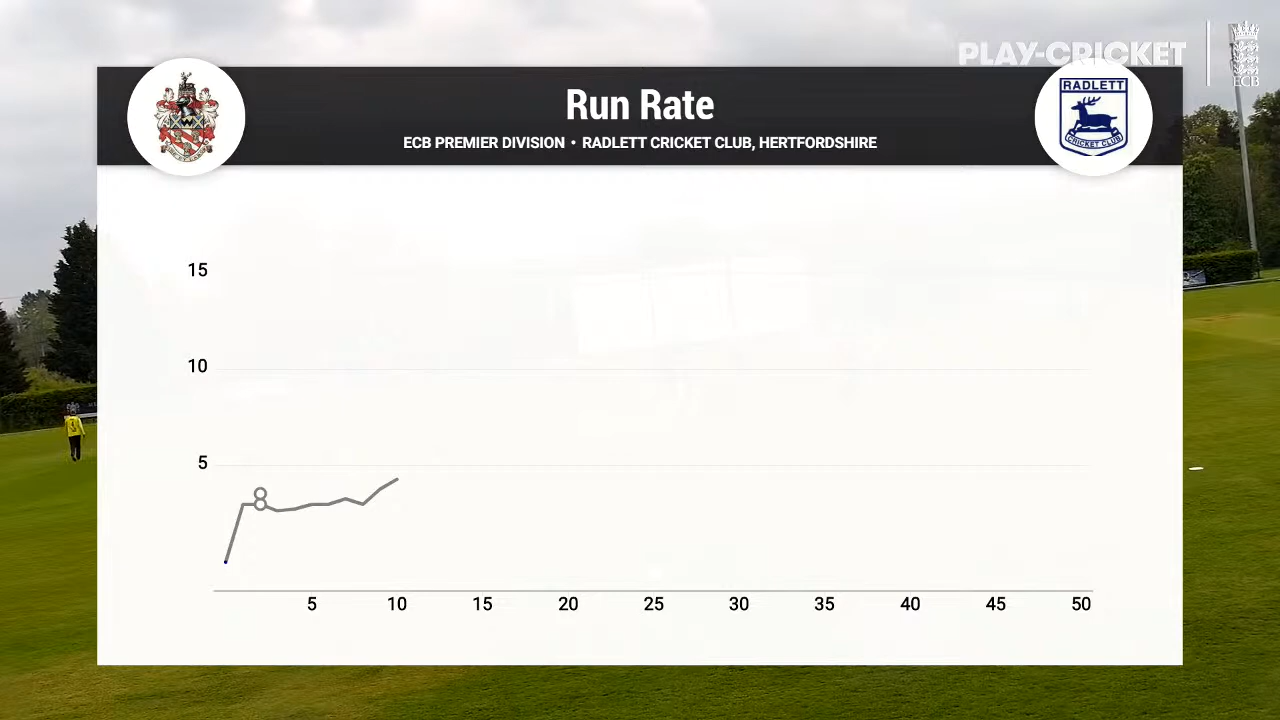 PLAY-CRICKET
ECB
RADLETT
CRICKET CLUB
Run Rate
ECB PREMIER DIVISION • RADLETT CRICKET CLUB, HERTFORDSHIRE
15
10
5
5 10 15 20 25 30 35 40 45 50